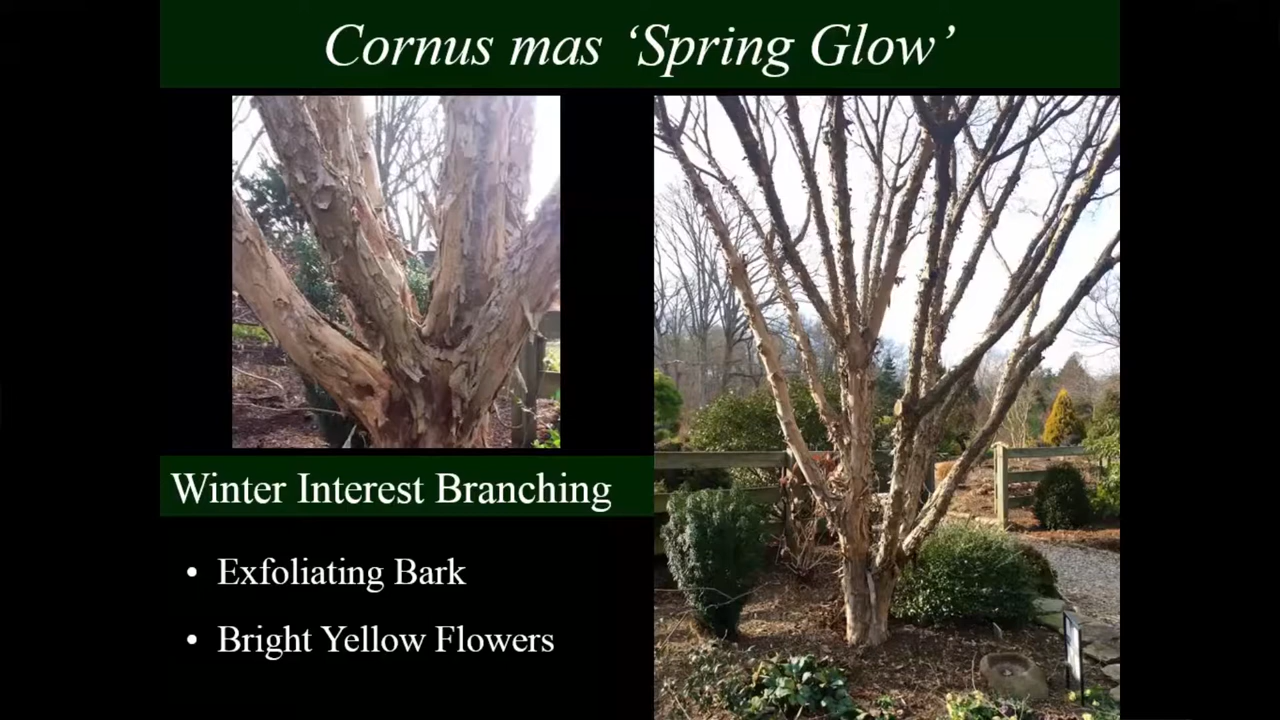 Cornus mas ‘Spring Glow’
Winter Interest Branching
• Exfoliating Bark
• Bright Yellow Flowers